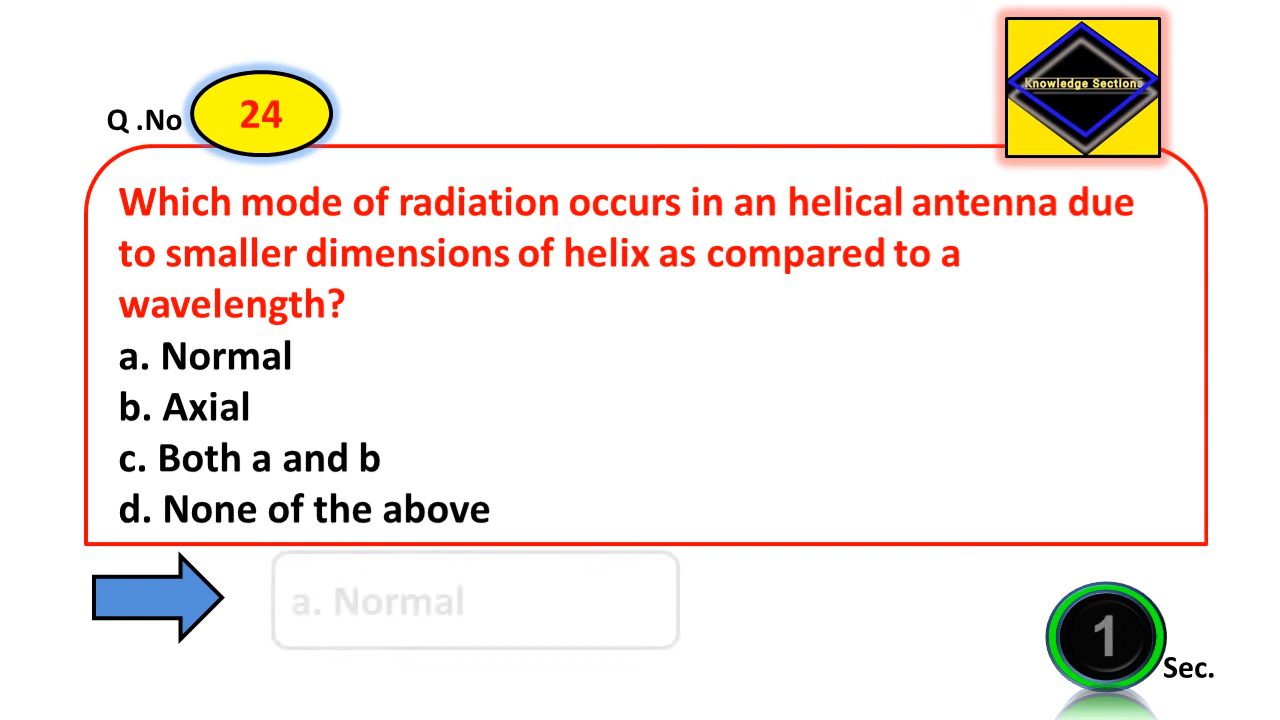 Knowledge Sections
Q .No 24
Which mode of radiation occurs in an helical antenna due
to smaller dimensions of helix as compared to a
wavelength?
a. Normal
b. Axial
c. Both a and b
d. None of the above
a. Normal
1
Sec.